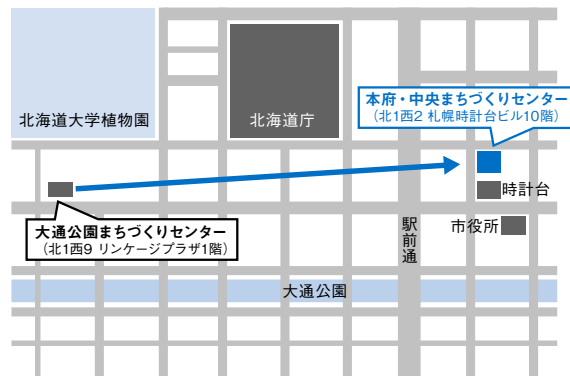 本府・中央まちづくりセンター
(北1西2 札幌時計台ビル10階)
北海道大学植物園
北海道庁
時計台
大通公園まちづくりセンター
(北1西9 リンケージプラザ1階)
駅前通
市役所
大通公園